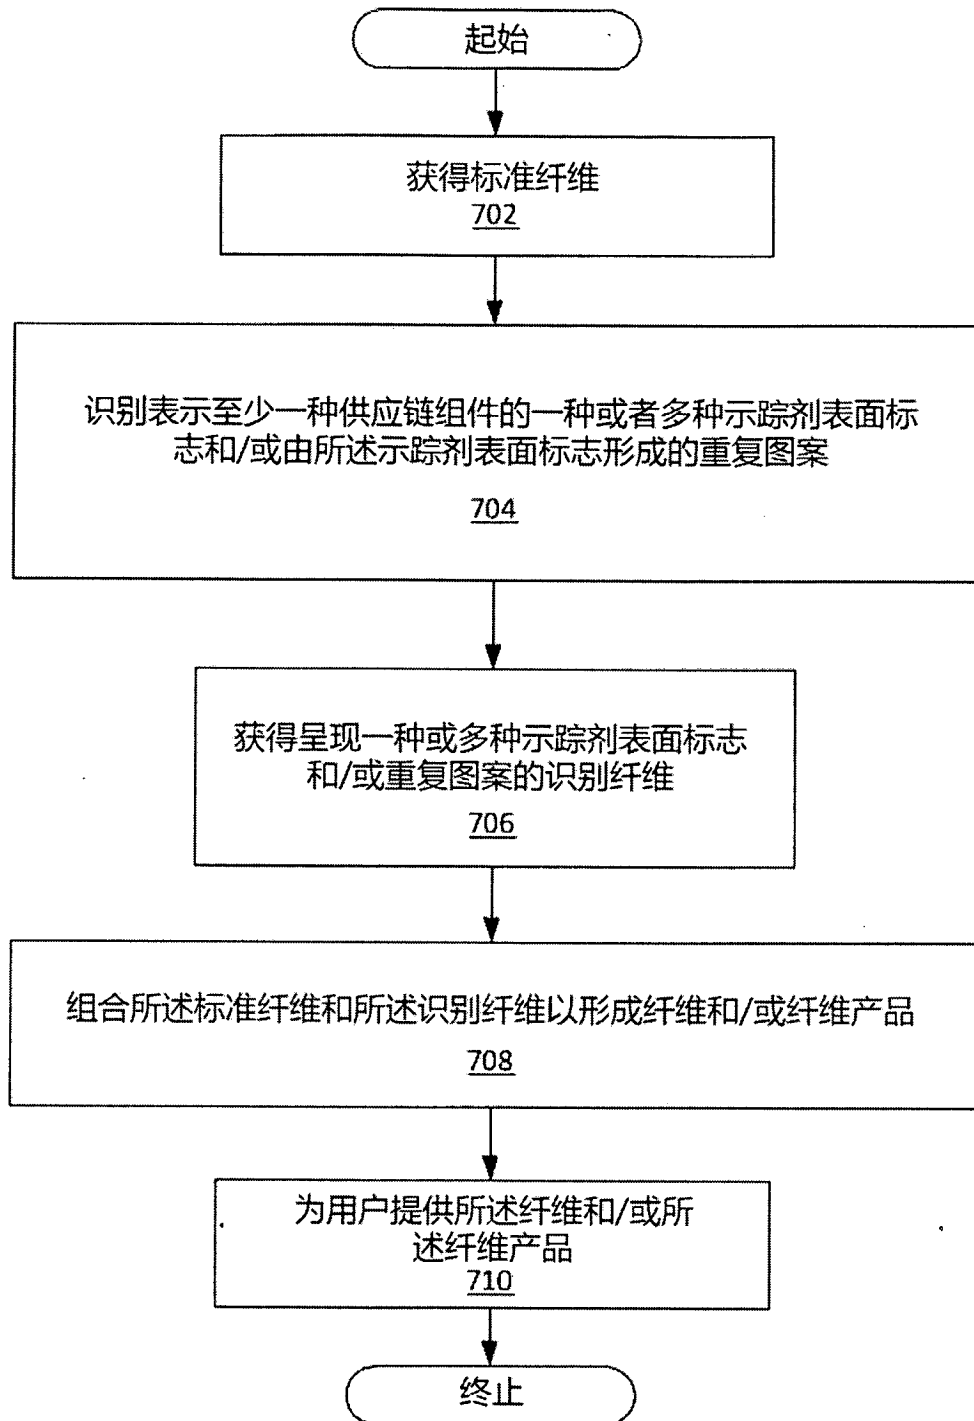 起始
获得标准纤维
702
识别表示至少一种供应链组件的一种或者多种示踪剂表面标
志和/或由所述示踪剂表面标志形成的重复图案
704
获得呈现一种或多种示踪剂表面标志
和/或重复图案的识别纤维
706
组合所述标准纤维和所述识别纤维以形成纤维和/或纤维产品
708
为用户提供所述纤维和/或所
述纤维产品
710
终止